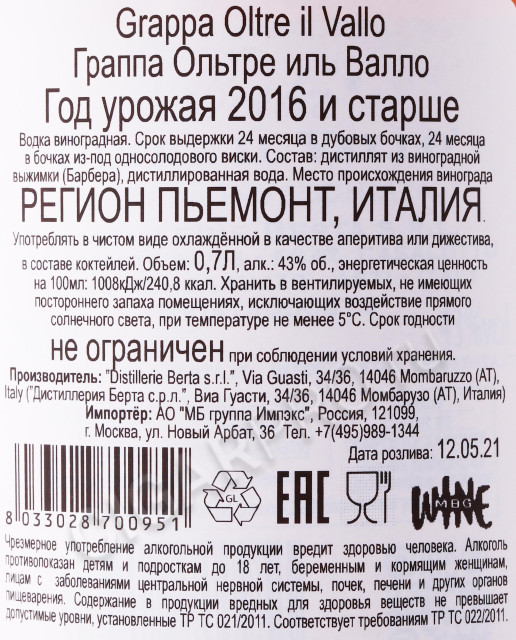 Grappa Oltre il Vallo
Граппа Ольтре иль Валло
Год урожая 2016 и старше
Водка виноградная. Срок выдержки 24 месяца в дубовых бочках, 24 месяца
в бочках из-под односолодового виски. Состав: дистиллят из виноградной
выжимки (Барбера), дистиллированная вода. Место происхождения винограда
РЕГИОН ПЬЕМОНТ, ИТАЛИЯ.
Употреблять в чистом виде охлаждённой в качестве аперитива или дижестива,
в составе коктейлей. Объем: 0,7Л, алк.: 43% об., энергетическая ценность
на 100мл: 1008кДж/240,8 ккал. Хранить в вентилируемых, не имеющих
постороннего запаха помещениях, исключающих воздействие прямого
солнечного света, при температуре не менее 5°С. Срок годности
не ограничен при соблюдении условий хранения.
Производитель: "Distillerie Berta s.r.l.", Via Guasti, 34/36, 14046 Mombaruzzo (AT),
Italy ("Дистиллерия Берта с.р.л.", Виа Гуасти, 34/36, 14046 Момбарузо (АТ), Италия)
Импортёр: АО "МБ группа Импэкс", Россия, 121099,
г. Москва, ул. Новый Арбат, 36 Тел. +7(495)989-1344
Дата розлива: 12.05.21
8 033028 700951
GL
EAC
WINE
MBG
Чрезмерное употребление алкогольной продукции вредит здоровью человека. Алкоголь
противопоказан детям и подросткам до 18 лет, беременным и кормящим женщинам,
лицам с заболеваниями центральной нервной системы, почек, печени и других органов
пищеварения. Содержание в продукции вредных для здоровья веществ не превышает
допустимые уровни, установленные ТР ТС 021/2011. Соответствует требованиям ТР ТС 022/2011.